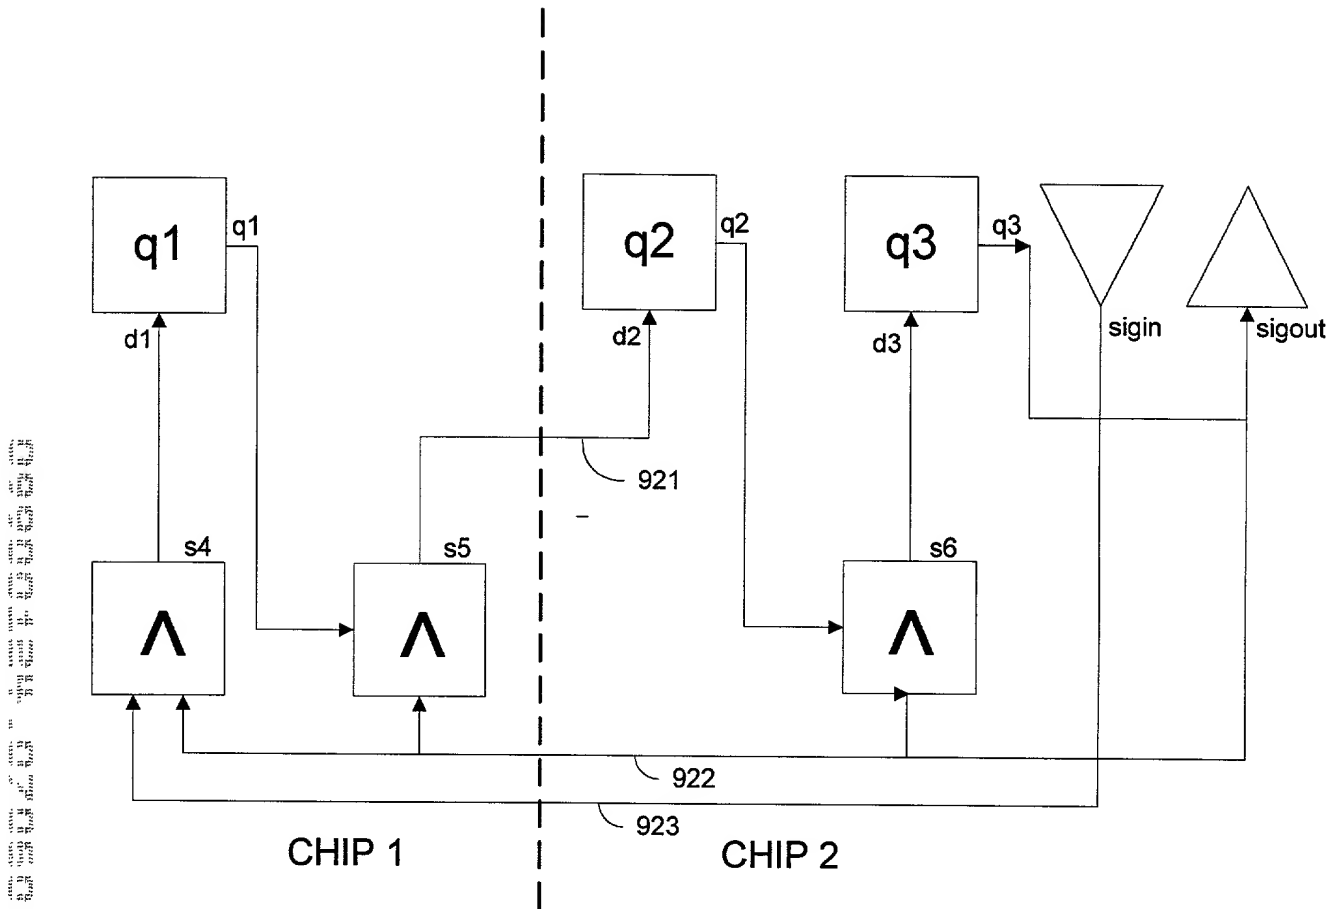 q1
q1
d1
q2
q2
d2
q3
q3
d3
sigin
sigout
921
s4
s5
s6
Λ
Λ
Λ
922
923
CHIP 1
CHIP 2